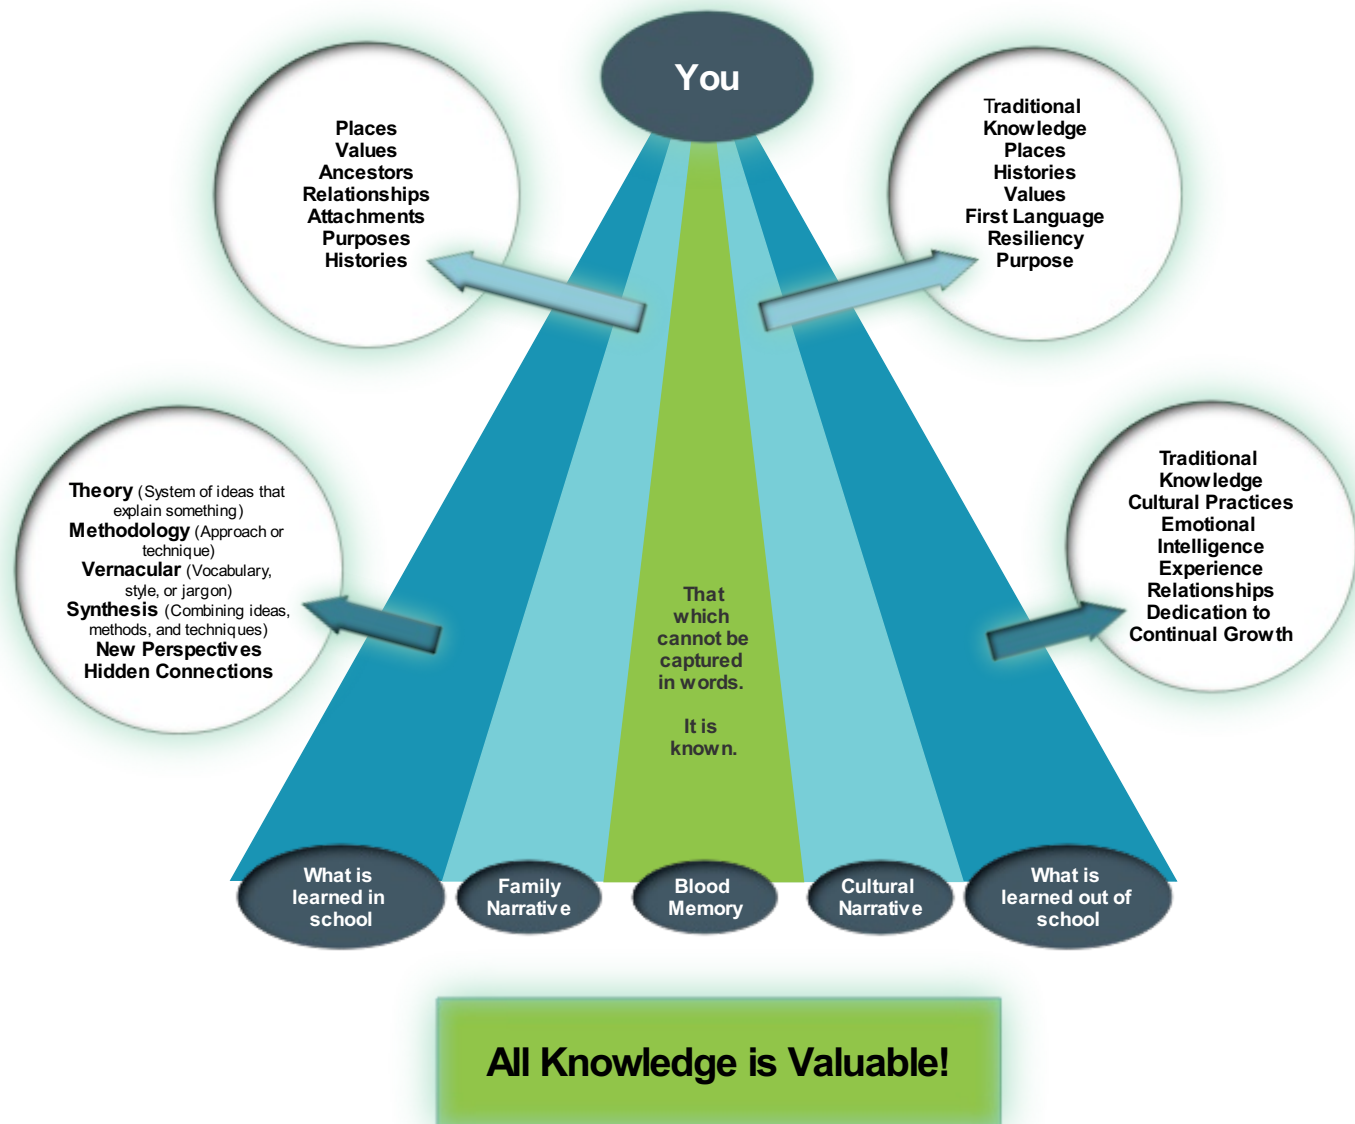 You
Places
Values
Ancestors
Relationships
Attachments
Purposes
Histories
Traditional
Knowledge
Places
Histories
Values
First Language
Resiliency
Purpose
Theory (System of ideas that
explain something)
Methodology (Approach or
technique)
Vernacular (Vocabulary,
style, or jargon)
Synthesis (Combining ideas,
methods, and techniques)
New Perspectives
Hidden Connections
Traditional
Knowledge
Cultural Practices
Emotional
Intelligence
Experience
Relationships
Dedication to
Continual Growth
That
which
cannot be
captured
in words.
It is
known.
What is
learned in
school
Family
Narrative
Blood
Memory
Cultural
Narrative
What is
learned out of
school
All Knowledge is Valuable!